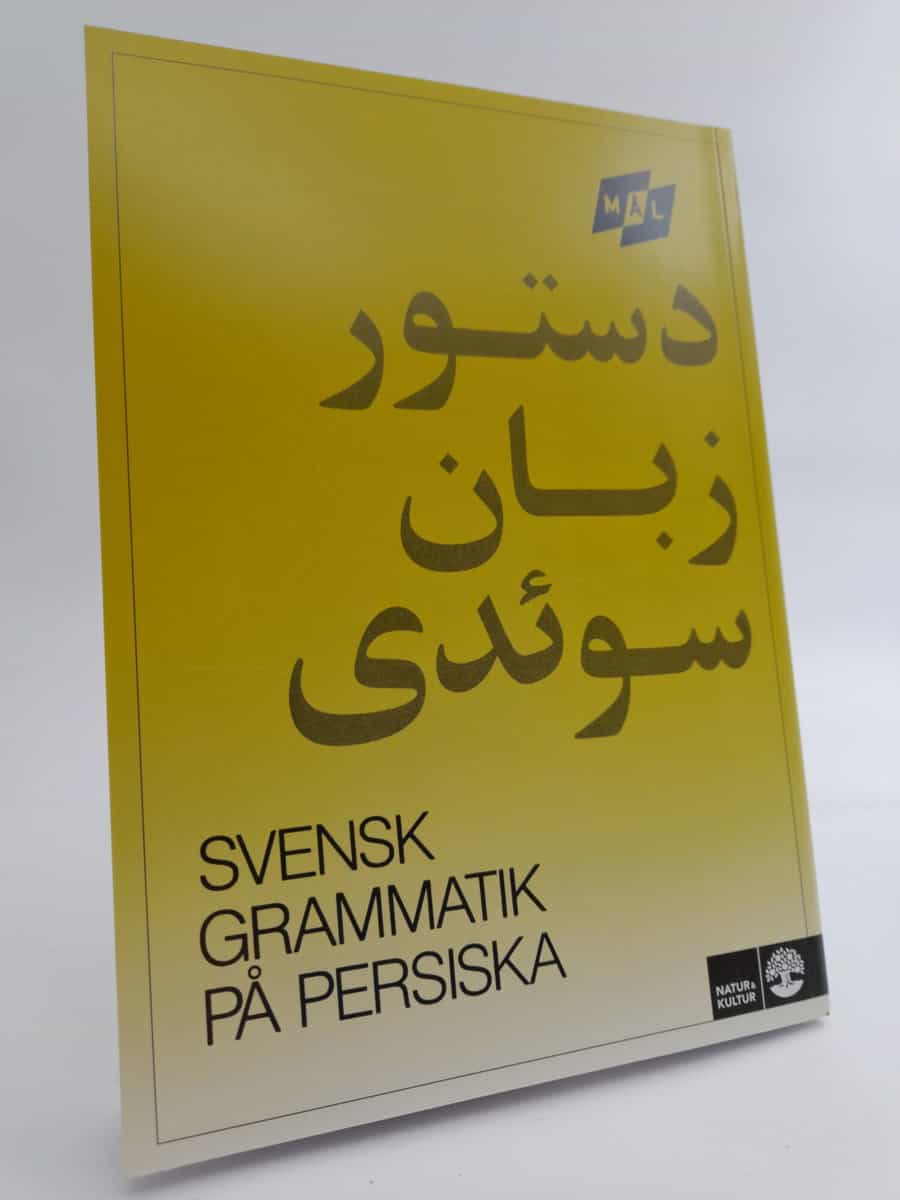 MÅL
دستور
زبان
سوئدی
SVENSK
GRAMMATIK
PÅ PERSISKA
NATUR&
KULTUR